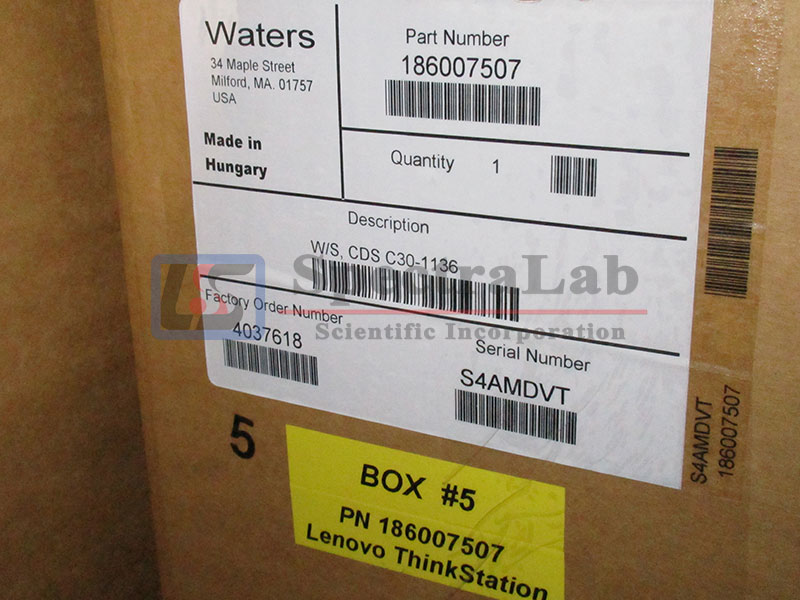 Waters
34 Maple Street
Milford, MA. 01757
USA
Made in
Hungary
Part Number
186007507
Quantity 1
Description
W/S, CDS C30-1136
Factory Order Number
4037618
Serial Number
S4AMDVT
S4AMDVT
186007507
5
BOX #5
PN 186007507
Lenovo ThinkStation
SpectraLab
Scientific Incorporation